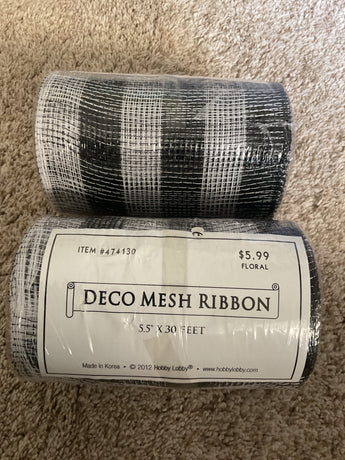 ITEM #474130
$5.99
FLORAL
DECO MESH RIBBON
5.5" X 30 FEET
Made in Korea • © 2012 Hobby Lobby® • www.hobbylobby.com